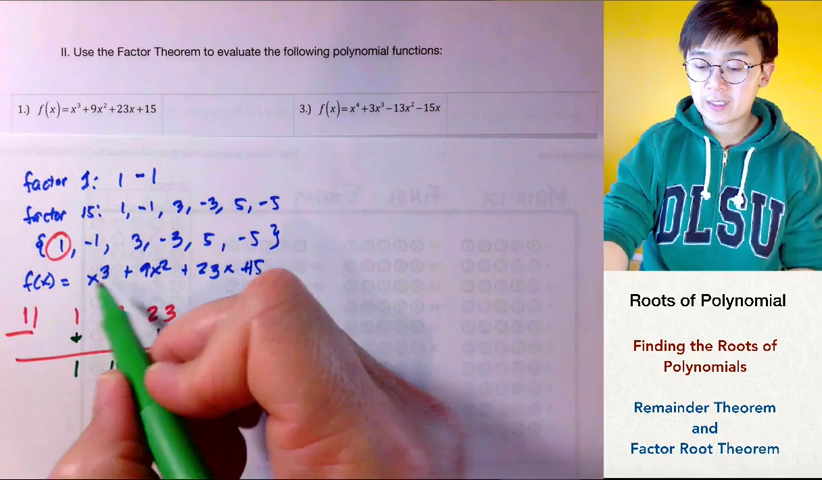 II. Use the Factor Theorem to evaluate the following polynomial functions:
1.) f(x)=x³+9x²+23x+15
3.) f(x)=x⁴+3x³−13x²−15x
factor 1: 1 -1
factor 15: 1, -1, 3, -3, 5, -5
{1, -1, 3, -3, 5, -5}
f(x) = x³ + 9x² + 23x +15
1| 1 23
1 1
DLSU
Roots of Polynomial
Finding the Roots of
Polynomials
Remainder Theorem
and
Factor Root Theorem